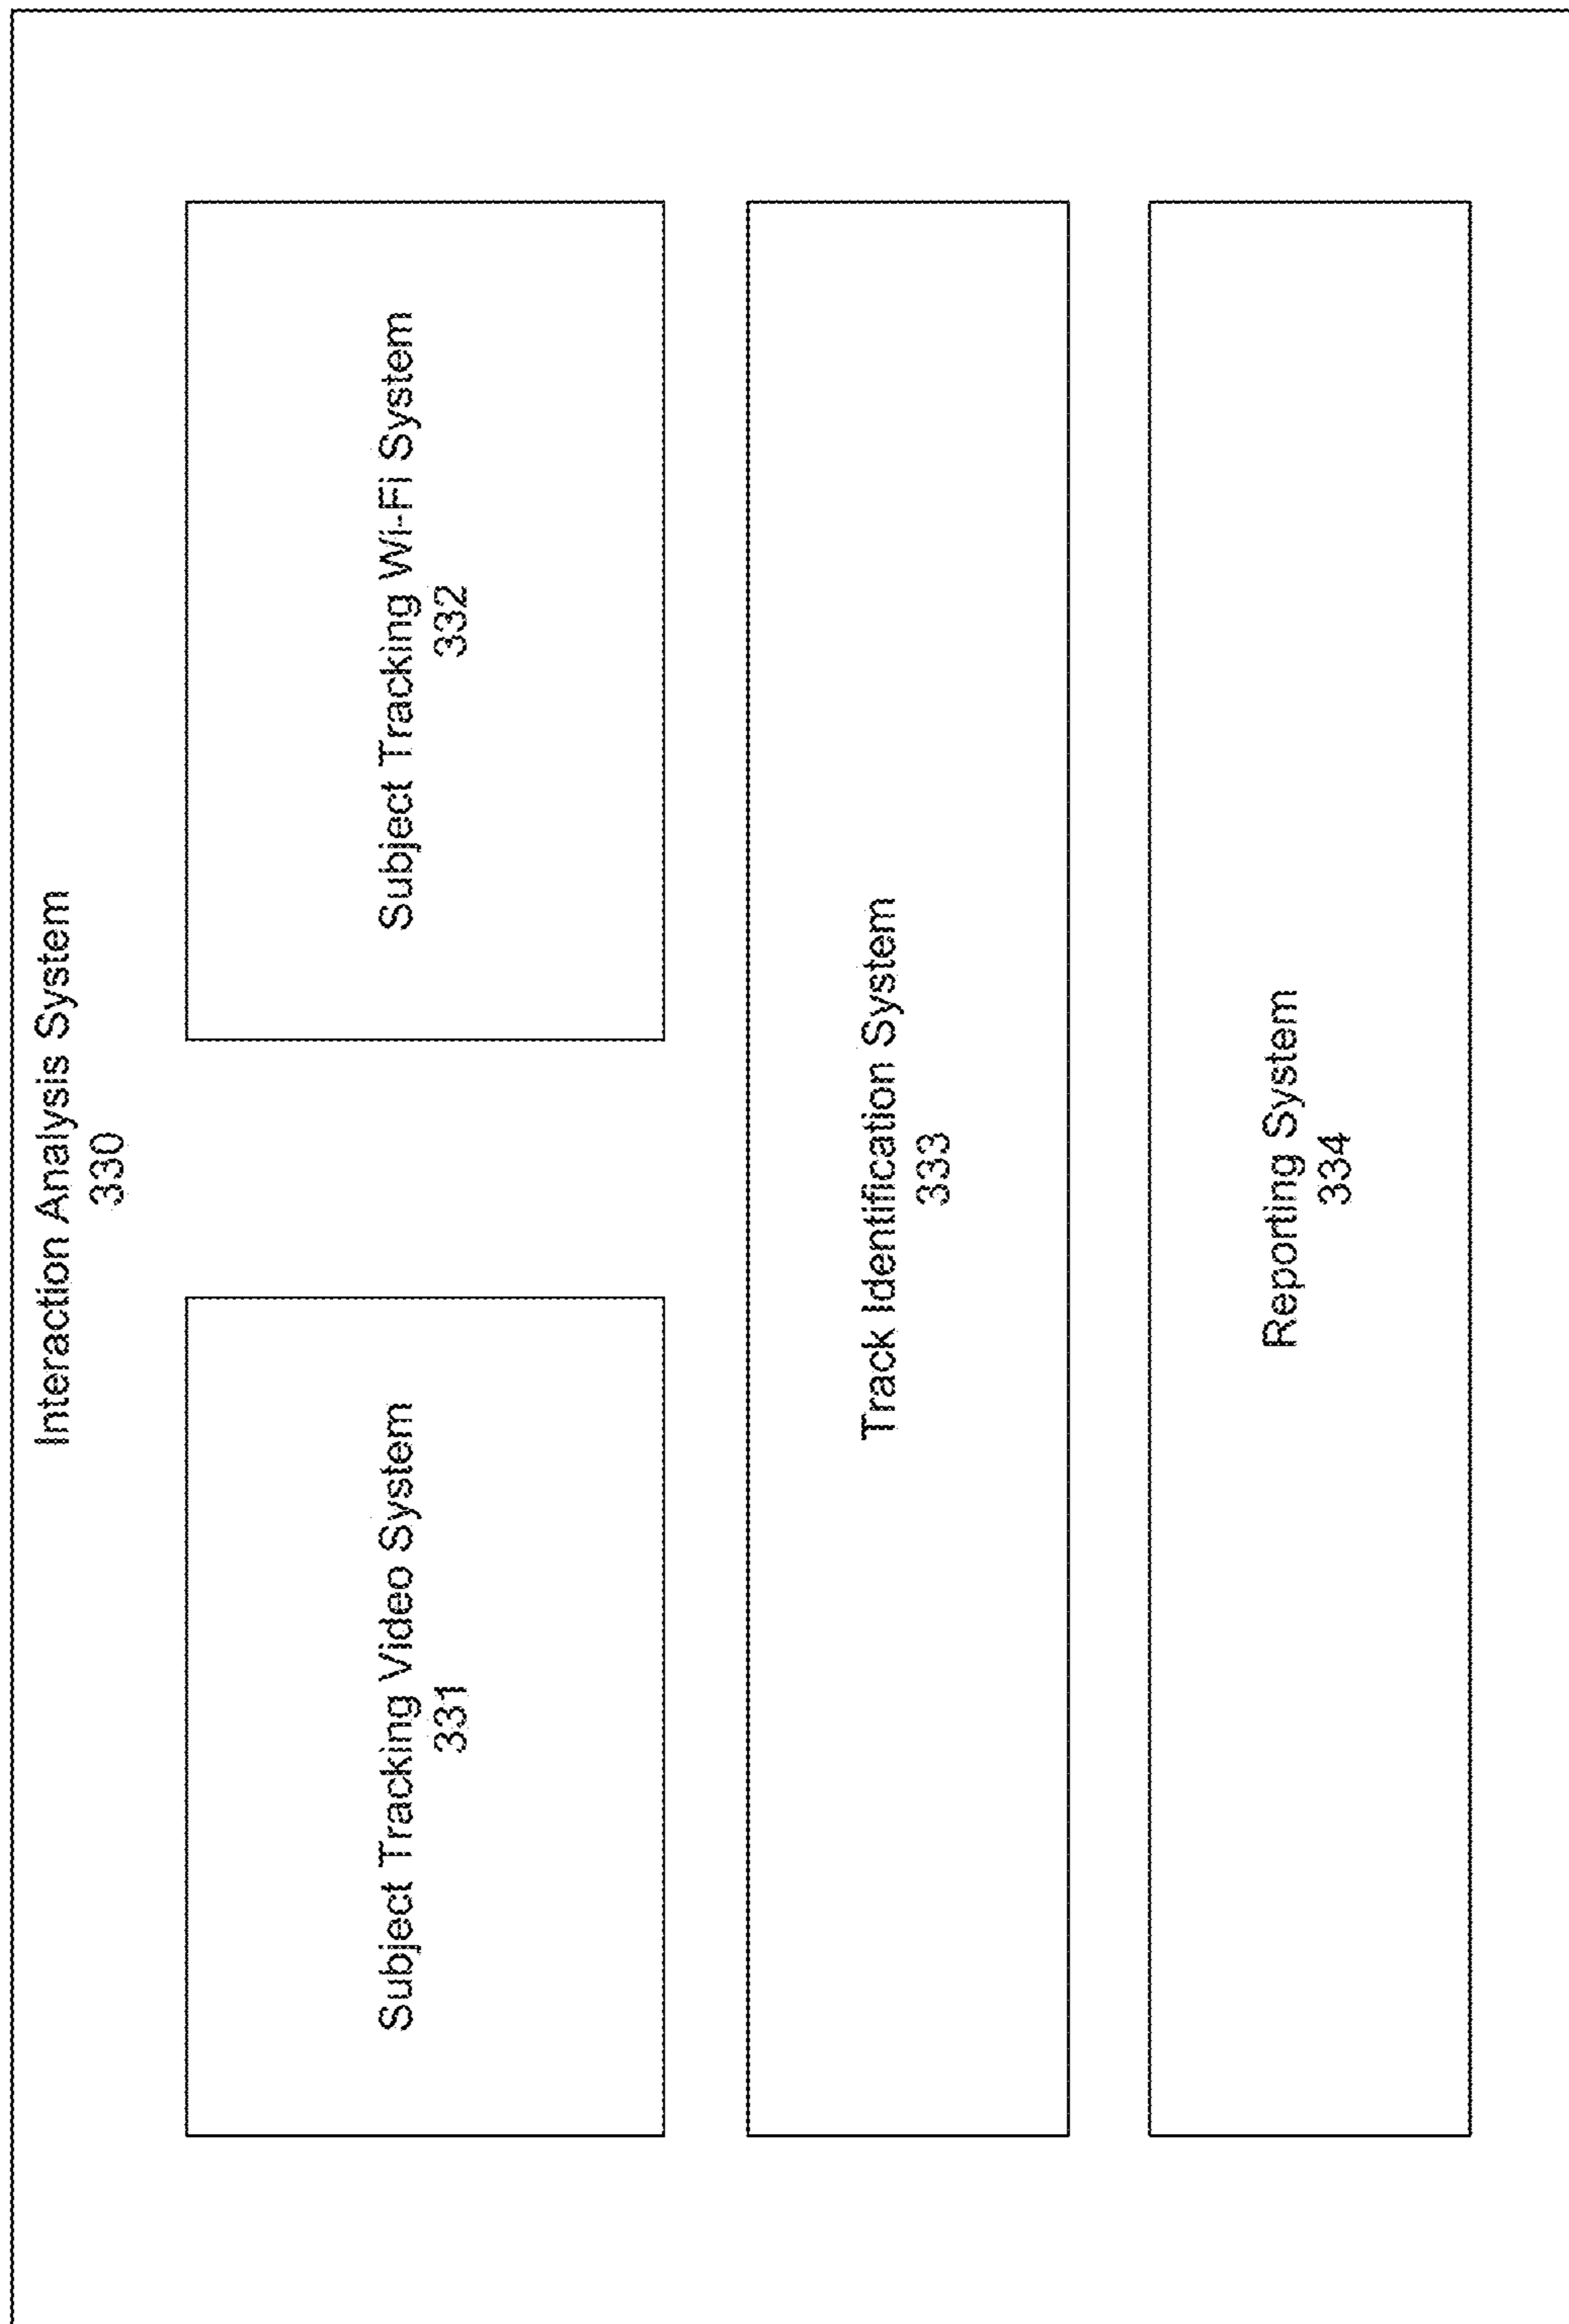 Interaction Analysis System
330
Subject Tracking Video System
331
Subject Tracking Wi-Fi System
332
Track Identification System
333
Reporting System
334